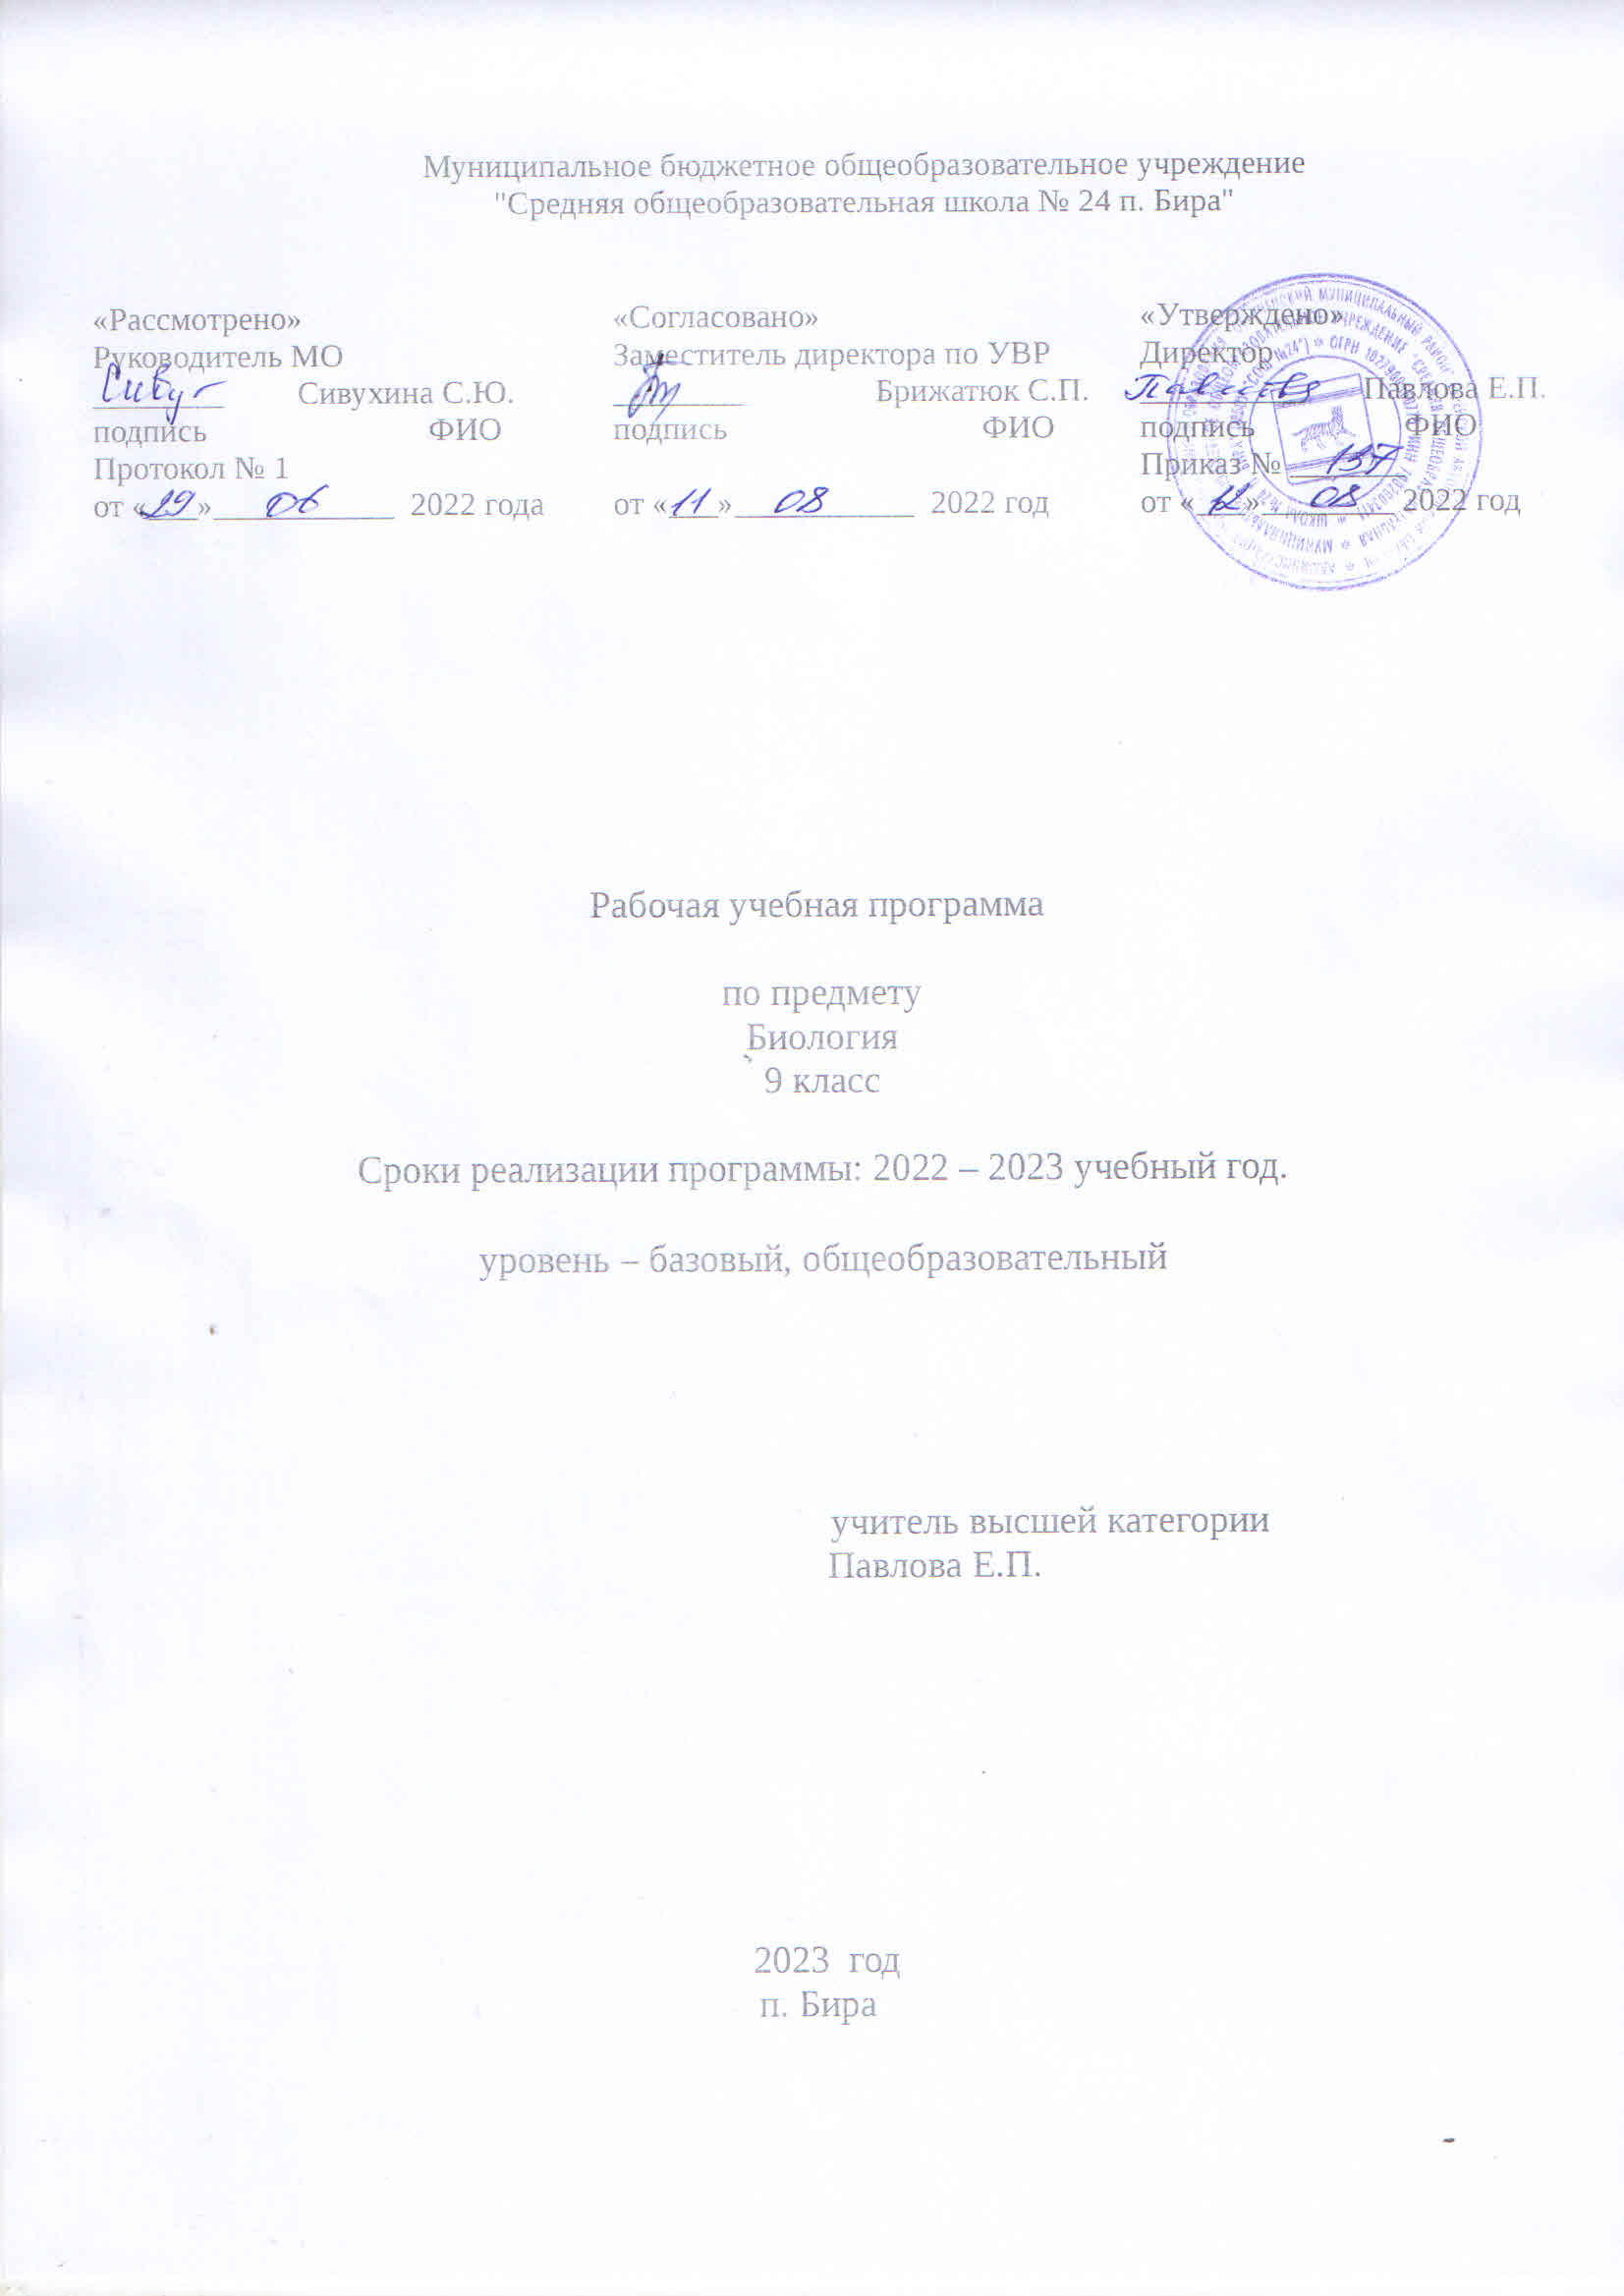 Муниципальное бюджетное общеобразовательное учреждение
"Средняя общеобразовательная школа № 24 п. Бира"
«Рассмотрено»
Руководитель МО
Сивухина С.Ю.
подпись ФИО
Протокол № 1
от «29» 06 2022 года
«Согласовано»
Заместитель директора по УВР
Брижатюк С.П.
подпись ФИО
от «11» 08 2022 год
«Утверждено»
Директор
Павлова Е.П.
подпись ФИО
Приказ № 137
от «12» 08 2022 год
Рабочая учебная программа
по предмету
Биология
9 класс
Сроки реализации программы: 2022 – 2023 учебный год.
уровень – базовый, общеобразовательный
учитель высшей категории
Павлова Е.П.
2023 год
п. Бира